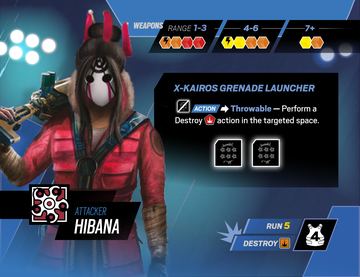 WEAPONS RANGE 1-3 4-6 7+
X-KAIROS GRENADE LAUNCHER
ACTION Throwable — Perform a
Destroy action in the targeted space.
ATTACKER
HIBANA
RUN 5
DESTROY